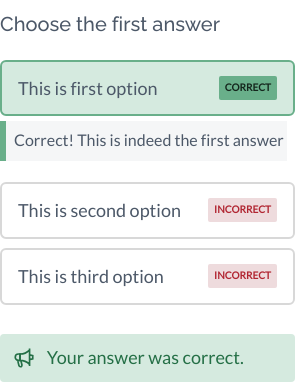 Choose the first answer
This is first option CORRECT
Correct! This is indeed the first answer
This is second option INCORRECT
This is third option INCORRECT
Your answer was correct.